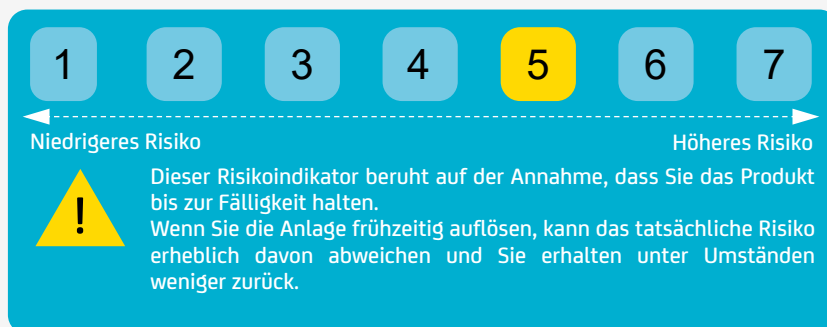 1 2 3 4 5 6 7
Niedrigeres Risiko Höheres Risiko
Dieser Risikoindikator beruht auf der Annahme, dass Sie das Produkt
bis zur Fälligkeit halten.
!
Wenn Sie die Anlage frühzeitig auflösen, kann das tatsächliche Risiko
erheblich davon abweichen und Sie erhalten unter Umständen
weniger zurück.